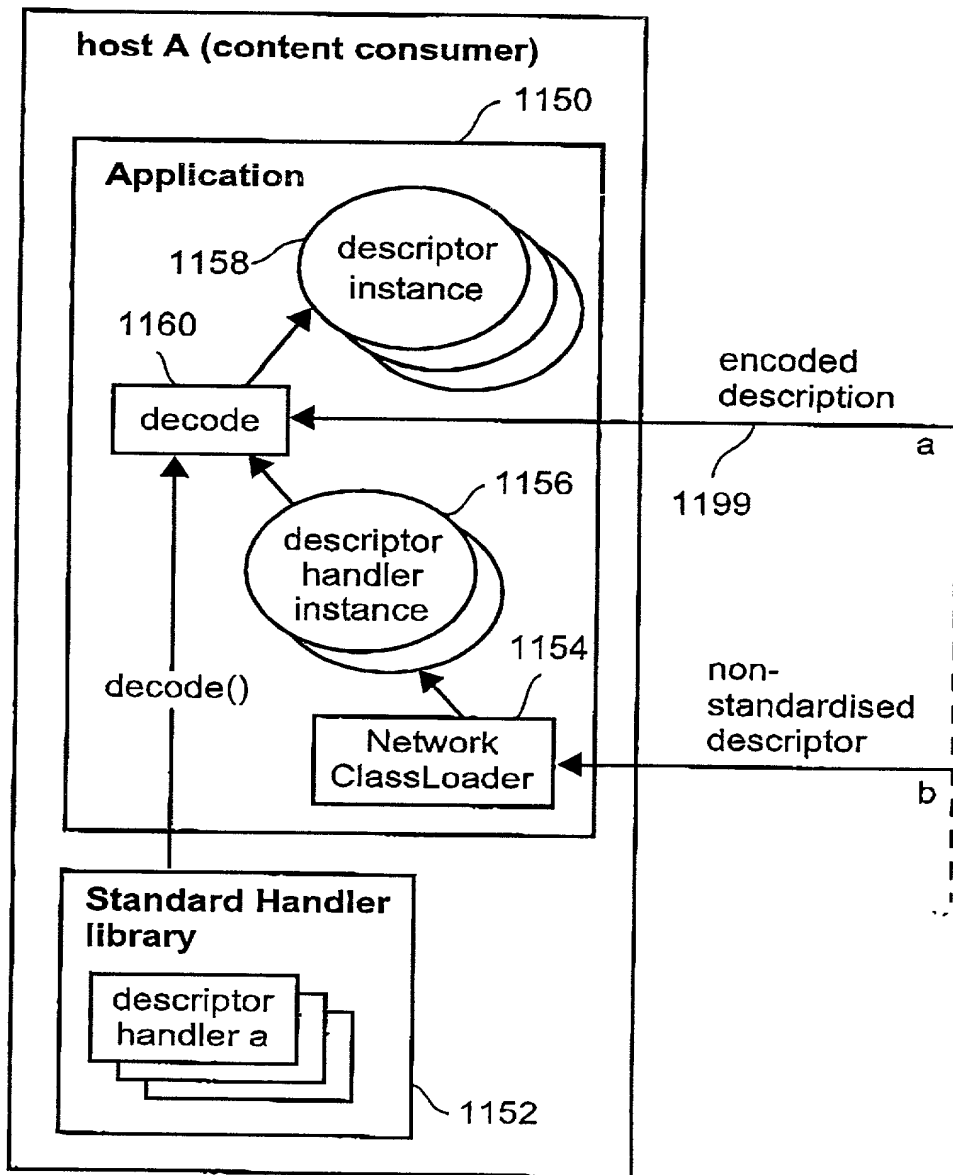 host A (content consumer)
1150
Application
1158
descriptor
instance
1160
decode
encoded
description
a
1199
1156
descriptor
handler
instance
1154
decode()
Network
ClassLoader
non-
standardised
descriptor
b
Standard Handler
library
descriptor
handler a
1152